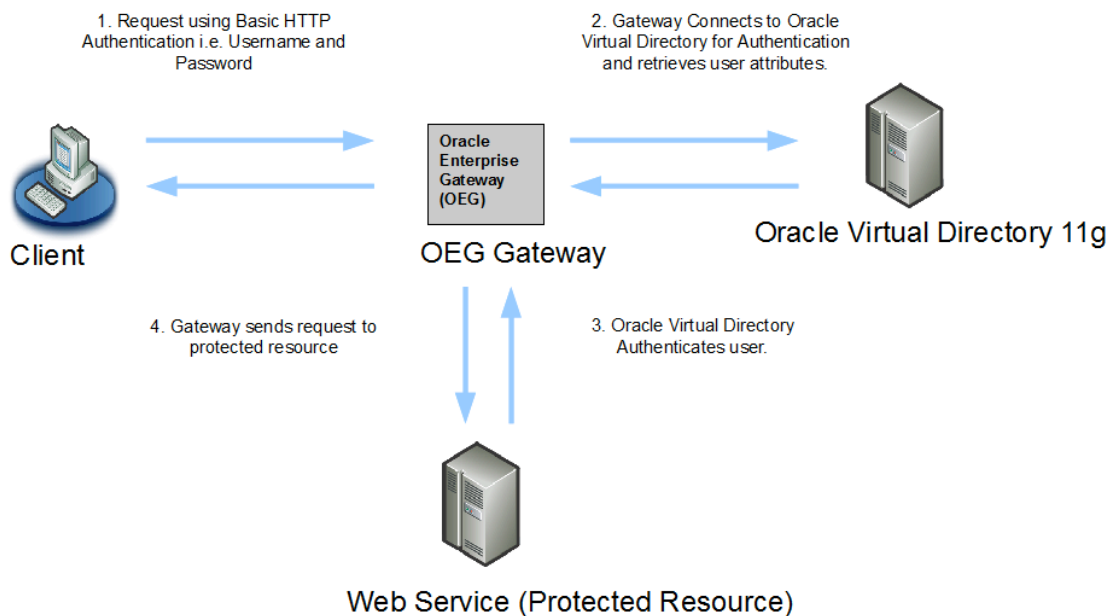 1. Request using Basic HTTP
Authentication i.e. Username and
Password
2. Gateway Connects to Oracle
Virtual Directory for Authentication
and retrieves user attributes.
Oracle
Enterprise
Gateway
(OEG)
Client
OEG Gateway
Oracle Virtual Directory 11g
4. Gateway sends request to
protected resource
3. Oracle Virtual Directory
Authenticates user.
Web Service (Protected Resource)